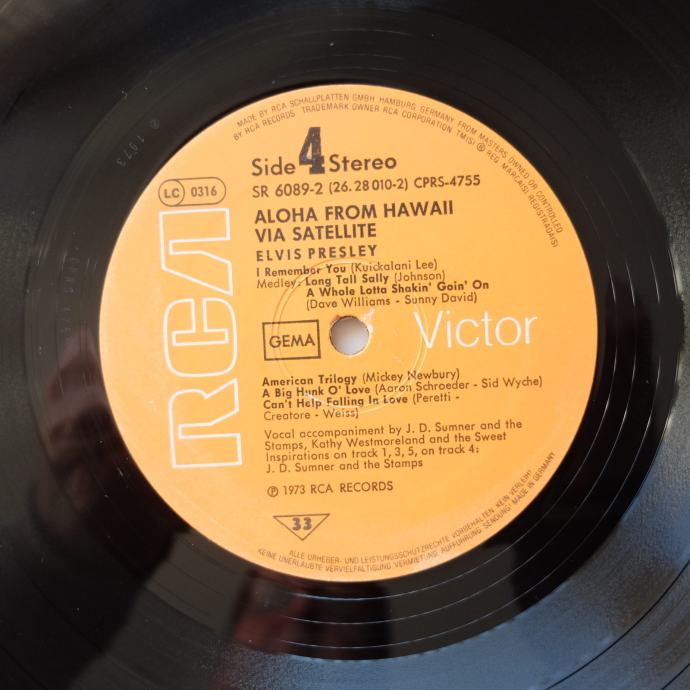 MADE BY RCA SCHALLPLATTEN GMBH HAMBURG, GERMANY, FROM MASTERS OWNED OR CONTROLLED
BY RCA RECORDS TRADEMARK OWNER RCA CORPORATION TM(S) ® REG MARCA(S) REGISTRADA(S)
Side 4 Stereo
SR 6089-2 (26.28 010-2) CPRS-4755
LC 0316
ALOHA FROM HAWAII
VIA SATELLITE
ELVIS PRESLEY
I Remember You (Kuickalani Lee)
Medley: Long Tall Sally (Johnson)
A Whole Lotta Shakin' Goin' On
(Dave Williams - Sunny David)
RCA
GEMA
Victor
American Trilogy (Mickey Newbury)
A Big Hunk O' Love (Aaron Schroeder - Sid Wyche)
Can't Help Falling In Love (Peretti -
Creatore - Weiss)
Vocal accompaniment by J. D. Sumner and the
Stamps, Kathy Westmoreland and the Sweet
Inspirations on track 1, 3, 5, on track 4:
J. D. Sumner and the Stamps
℗ 1973 RCA RECORDS
33
ALLE URHEBER- UND LEISTUNGSSCHUTZRECHTE VORBEHALTEN. KEIN VERLEIH!
KEINE UNERLAUBTE VERVIELFÄLTIGUNG, VERMIETUNG, AUFFÜHRUNG, SENDUNG! MADE IN GERMANY
℗ 1973